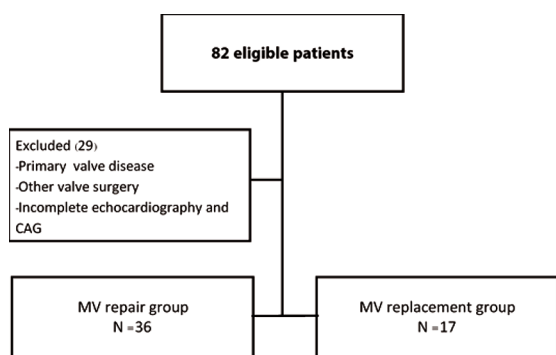 82 eligible patients
Excluded (29)
-Primary valve disease
-Other valve surgery
-Incomplete echocardiography and
CAG
MV repair group
N =36
MV replacement group
N =17